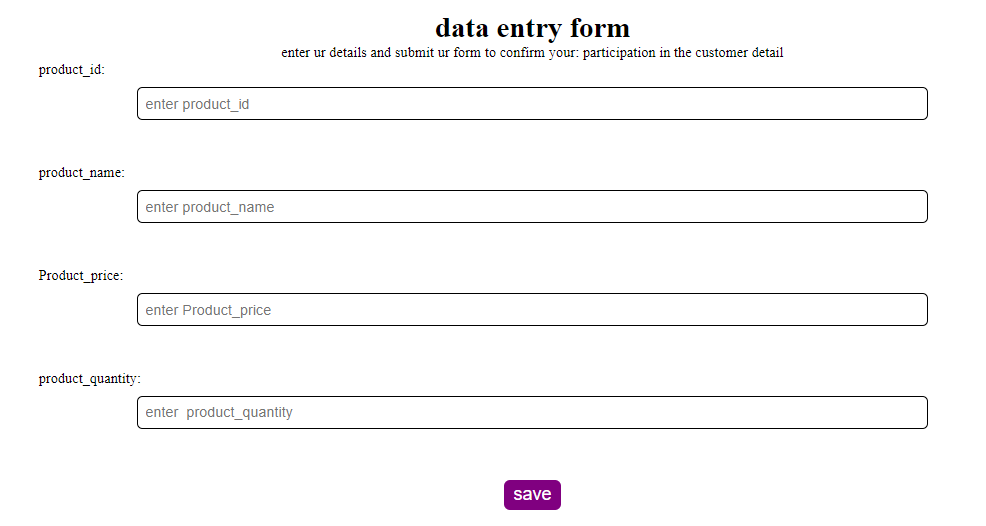 data entry form
enter ur details and submit ur form to confirm your: participation in the customer detail
product_id:
enter product_id
product_name:
enter product_name
Product_price:
enter Product_price
product_quantity:
enter  product_quantity
save